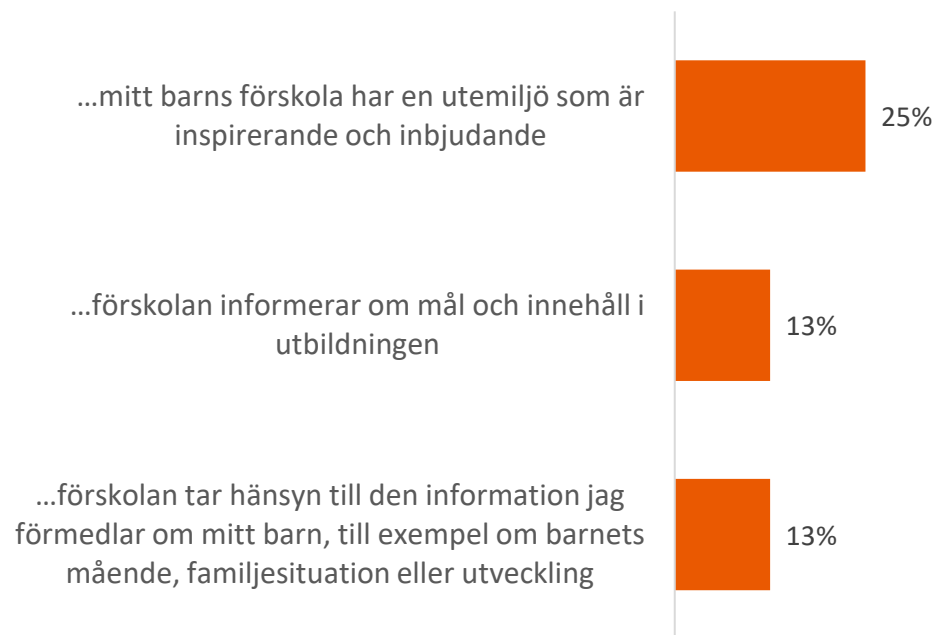 ...mitt barns förskola har en utemiljö som är
inspirerande och inbjudande
25%
...förskolan informerar om mål och innehåll i
utbildningen
13%
...förskolan tar hänsyn till den information jag
förmedlar om mitt barn, till exempel om barnets
mående, familjesituation eller utveckling
13%